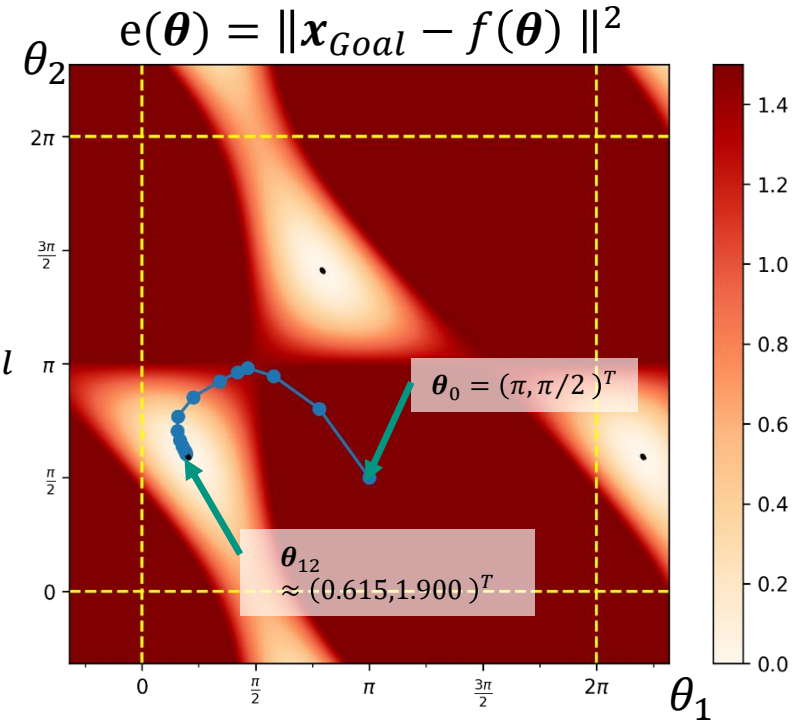 e(𝜽) = ‖𝒙_Goal − 𝑓(𝜽) ‖²
θ₂
2π
3π/2
π
π/2
0
l
𝜽₀ = (π, π/2 )ᵀ
𝜽₁₂
≈ (0.615,1.900 )ᵀ
0
π/2
π
3π/2
2π
θ₁
1.4
1.2
1.0
0.8
0.6
0.4
0.2
0.0